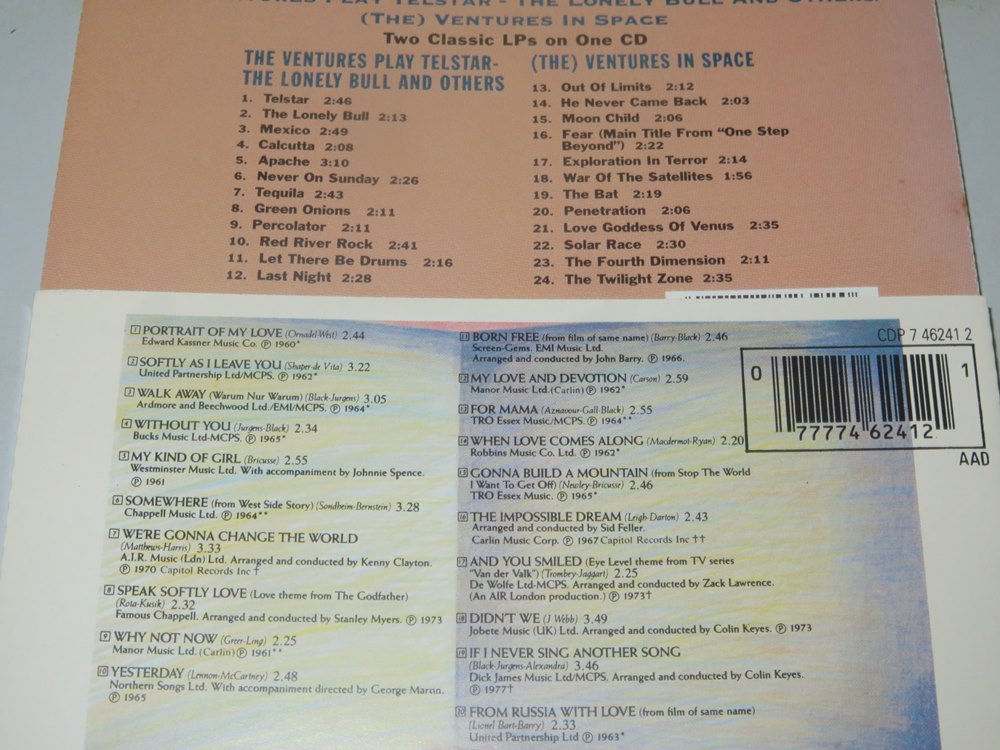 VENTURES PLAY TELSTAR - THE LONELY BULL AND OTHERS/
(THE) VENTURES IN SPACE
Two Classic LPs on One CD
THE VENTURES PLAY TELSTAR-
THE LONELY BULL AND OTHERS
1. Telstar 2:46
2. The Lonely Bull 2:13
3. Mexico 2:49
4. Calcutta 2:08
5. Apache 3:10
6. Never On Sunday 2:26
7. Tequila 2:43
8. Green Onions 2:11
9. Percolator 2:11
10. Red River Rock 2:41
11. Let There Be Drums 2:16
12. Last Night 2:28
(THE) VENTURES IN SPACE
13. Out Of Limits 2:12
14. He Never Came Back 2:03
15. Moon Child 2:06
16. Fear (Main Title From "One Step
Beyond") 2:22
17. Exploration In Terror 2:14
18. War Of The Satellites 1:56
19. The Bat 2:19
20. Penetration 2:06
21. Love Goddess Of Venus 2:35
22. Solar Race 2:30
23. The Fourth Dimension 2:11
24. The Twilight Zone 2:35
1 PORTRAIT OF MY LOVE (Ornadel-West) 2.44
Edward Kassner Music Co. Ⓟ 1960*
2 SOFTLY AS I LEAVE YOU (Shaper-de Vita) 3.22
United Partnership Ltd/MCPS. Ⓟ 1962*
3 WALK AWAY (Warum Nur Warum) (Black-Jurgens) 3.05
Ardmore and Beechwood Ltd./EMI/MCPS. Ⓟ 1964*
4 WITHOUT YOU (Jurgens-Black) 2.34
Bucks Music Ltd-MCPS. Ⓟ 1965*
5 MY KIND OF GIRL (Bricusse) 2.55
Westminster Music Ltd. With accompaniment by Johnnie Spence.
Ⓟ 1961
6 SOMEWHERE (from West Side Story) (Sondheim-Bernstein) 3.28
Chappell Music Ltd. Ⓟ 1964**
7 WE'RE GONNA CHANGE THE WORLD
(Matthews-Harris) 3.33
A.I.R. Music (Ldn) Ltd. Arranged and conducted by Kenny Clayton.
Ⓟ 1970 Capitol Records Inc †
8 SPEAK SOFTLY LOVE (Love theme from The Godfather)
(Rota-Kusik) 2.32
Famous Chappell. Arranged and conducted by Stanley Myers. Ⓟ 1973
9 WHY NOT NOW (Greer-Ling) 2.25
Manor Music Ltd. (Carlin) Ⓟ 1961**
10 YESTERDAY (Lennon-McCartney) 2.48
Northern Songs Ltd. With accompaniment directed by George Martin.
Ⓟ 1965
11 BORN FREE (from film of same name) (Barry-Black) 2.46
Screen-Gems. EMI Music Ltd.
Arranged and conducted by John Barry. Ⓟ 1966.
12 MY LOVE AND DEVOTION (Carson) 2.59
Manor Music Ltd.(Carlin) Ⓟ 1962*
13 FOR MAMA (Aznavour-Gall-Black) 2.55
TRO Essex Music/MCPS. Ⓟ 1964**
14 WHEN LOVE COMES ALONG (Macdermot-Ryan) 2.20
Robbins Music Co. Ltd. Ⓟ 1962*
15 GONNA BUILD A MOUNTAIN (from Stop The World
I Want To Get Off) (Newley-Bricusse) 2.46
TRO Essex Music. Ⓟ 1965*
16 THE IMPOSSIBLE DREAM (Leigh-Darion) 2.43
Arranged and conducted by Sid Feller.
Carlin Music Corp. Ⓟ 1967 Capitol Records Inc ††
17 AND YOU SMILED (Eye Level theme from TV series
"Van der Valk") (Trombey-Jaggart) 2.25
De Wolfe Ltd-MCPS. Arranged and conducted by Zack Lawrence.
(An AIR London production.) Ⓟ 1973†
18 DIDN'T WE (J Webb) 3.49
Jobete Music (UK) Ltd. Arranged and conducted by Colin Keyes. Ⓟ 1973
19 IF I NEVER SING ANOTHER SONG
(Black-Jurgens-Alexandra) 3.46
Dick James Music Ltd/MCPS. Arranged and conducted by Colin Keyes.
Ⓟ 1977†
20 FROM RUSSIA WITH LOVE (from film of same name)
(Lionel Bart-Barry) 2.33
United Partnership Ltd Ⓟ 1963*
CDP 7 46241 2
0 77774 62412 1
AAD